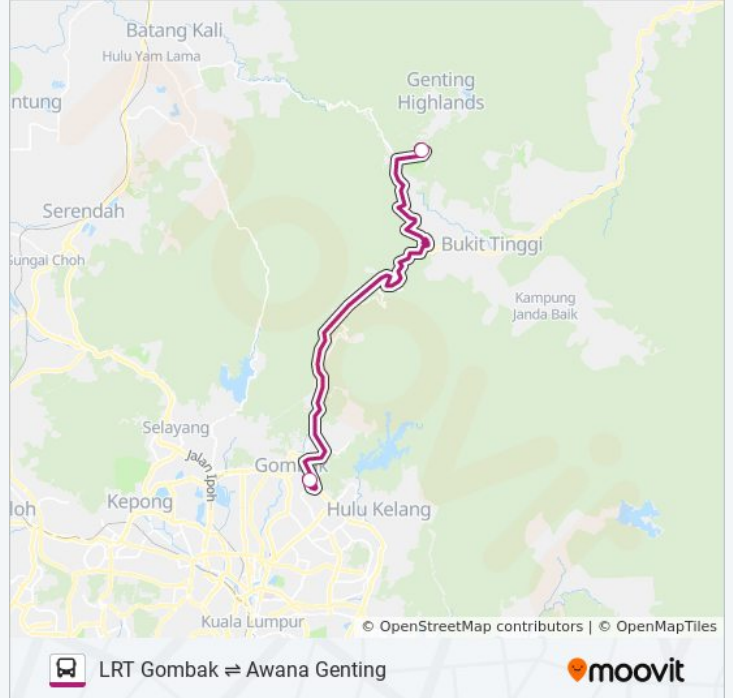 Batang Kali
Hulu Yam Lama
Genting
Highlands
ntung
Serendah
Bukit Tinggi
Sungai Choh
Kampung
Janda Baik
Selayang
Jalan Ipoh
Gombak
Kepong
Hulu Kelang
loh
Kuala Lumpur
© OpenStreetMap contributors | © OpenMapTiles
LRT Gombak ⇌ Awana Genting
moovit